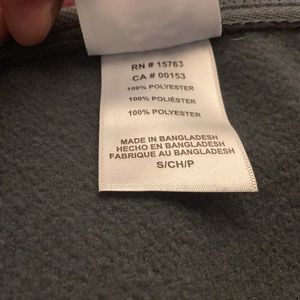 RN # 15763
CA # 00153
100% POLYESTER
100% POLIÉSTER
100% POLYESTER
MADE IN BANGLADESH
HECHO EN BANGLADESH
FABRIQUE AU BANGLADESH
S/CH/P